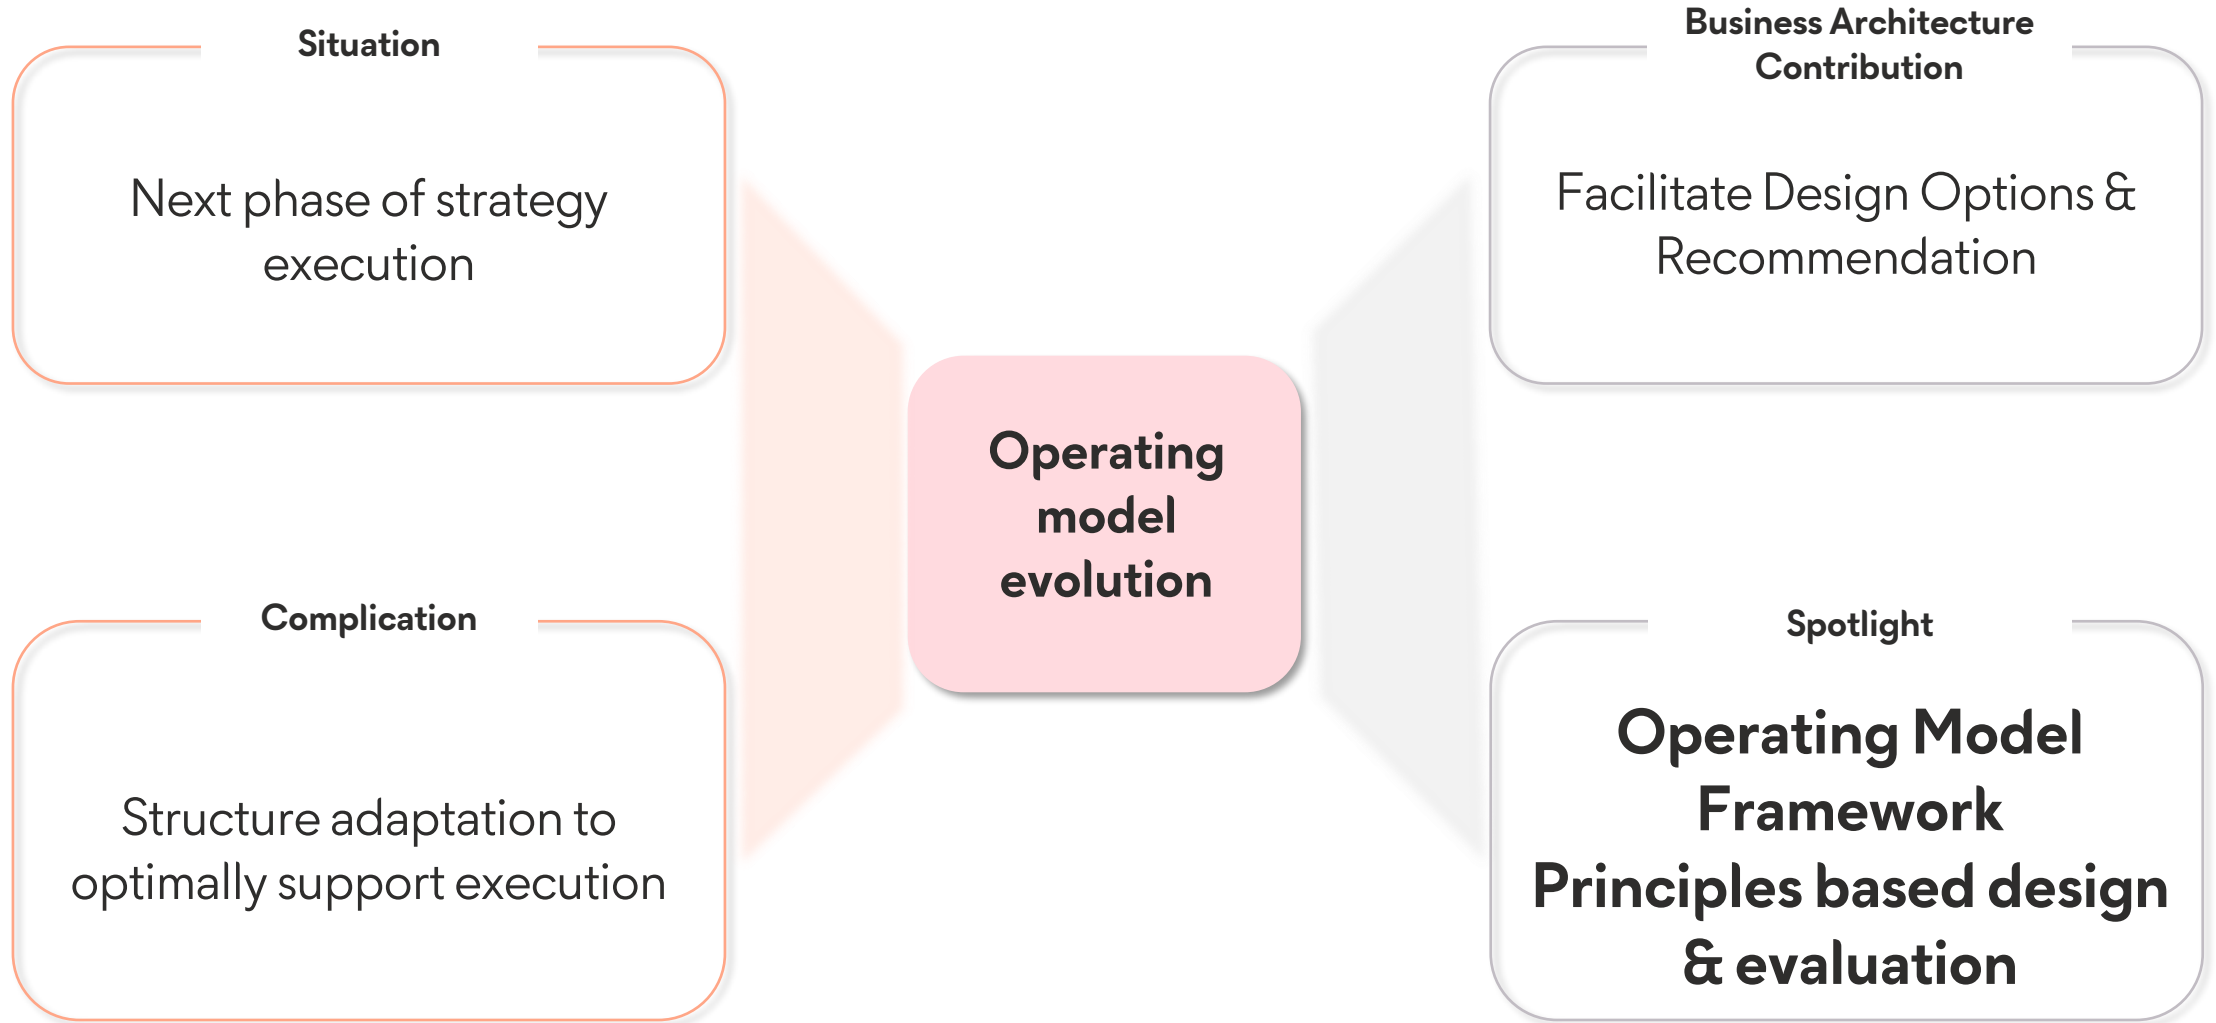 Situation
Next phase of strategy
execution
Complication
Structure adaptation to
optimally support execution
Operating
model
evolution
Business Architecture
Contribution
Facilitate Design Options &
Recommendation
Spotlight
Operating Model
Framework
Principles based design
& evaluation